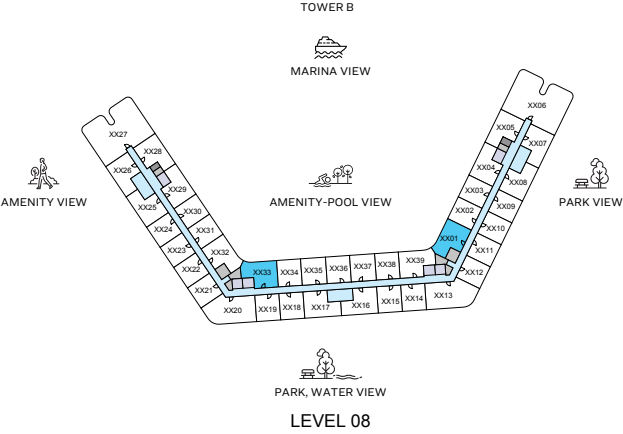 TOWER B
MARINA VIEW
XX06
XX27
XX05
XX28
XX07
XX26
XX04
XX08
XX29
XX03
AMENITY VIEW
AMENITY-POOL VIEW
PARK VIEW
XX25
XX30
XX02
XX09
XX24
XX31
XX01
XX10
XX23
XX32
XX11
XX22
XX33
XX34
XX35
XX36
XX37
XX38
XX39
XX12
XX21
XX20
XX19
XX18
XX17
XX16
XX15
XX14
XX13
PARK, WATER VIEW
LEVEL 08